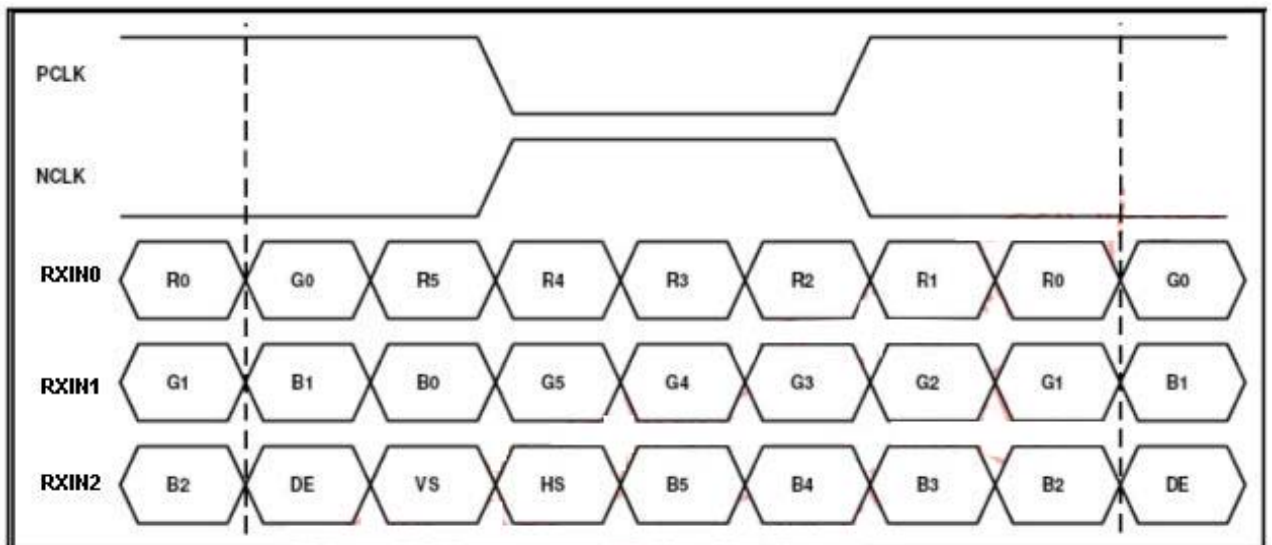 PCLK
NCLK
RXIN0 R0 G0 R5 R4 R3 R2 R1 R0 G0
RXIN1 G1 B1 B0 G5 G4 G3 G2 G1 B1
RXIN2 B2 DE VS HS B5 B4 B3 B2 DE